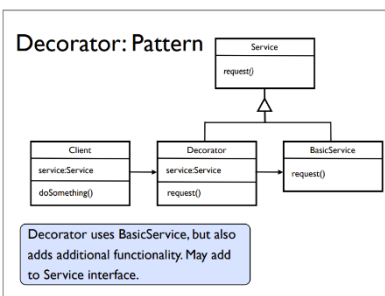 Decorator: Pattern
Service
request()
Client
service:Service
doSomething()
Decorator
service:Service
request()
BasicService
request()
Decorator uses BasicService, but also
adds additional functionality. May add
to Service interface.